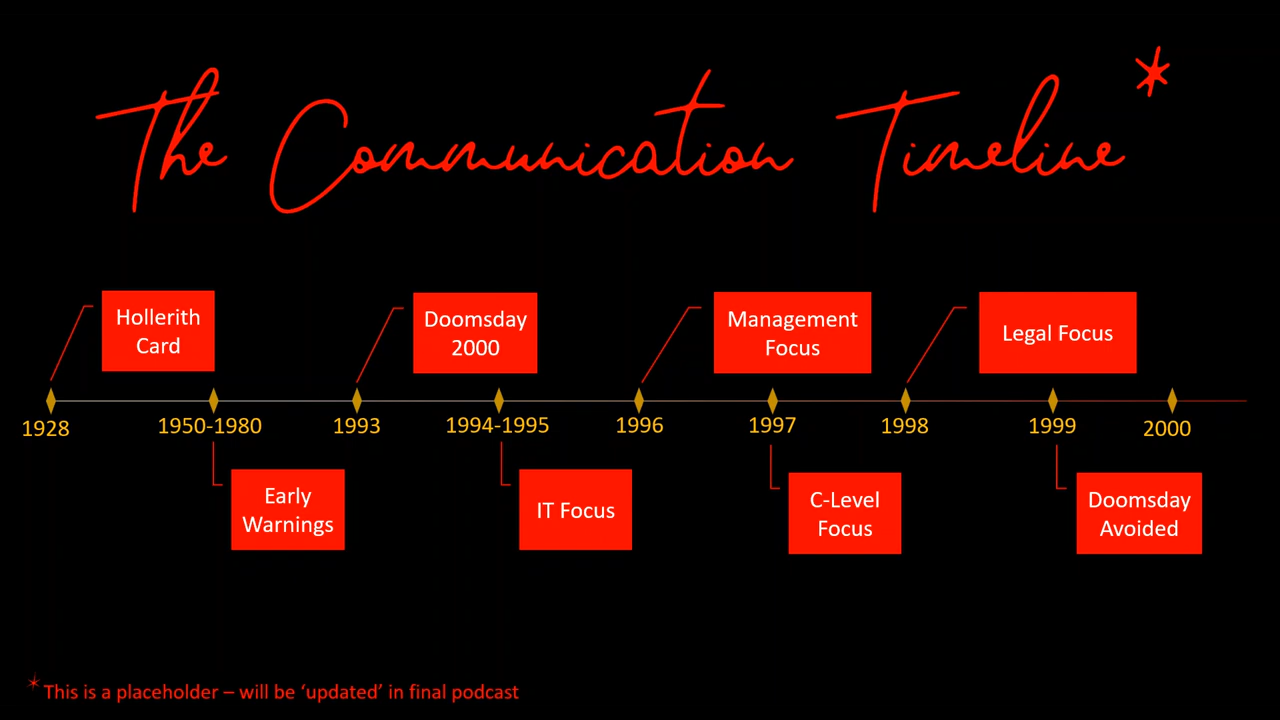 The Communication Timeline*
Hollerith
Card
Doomsday
2000
Management
Focus
Legal Focus
1928
1950-1980
1993
1994-1995
1996
1997
1998
1999
2000
Early
Warnings
IT Focus
C-Level
Focus
Doomsday
Avoided
*This is a placeholder – will be ‘updated’ in final podcast